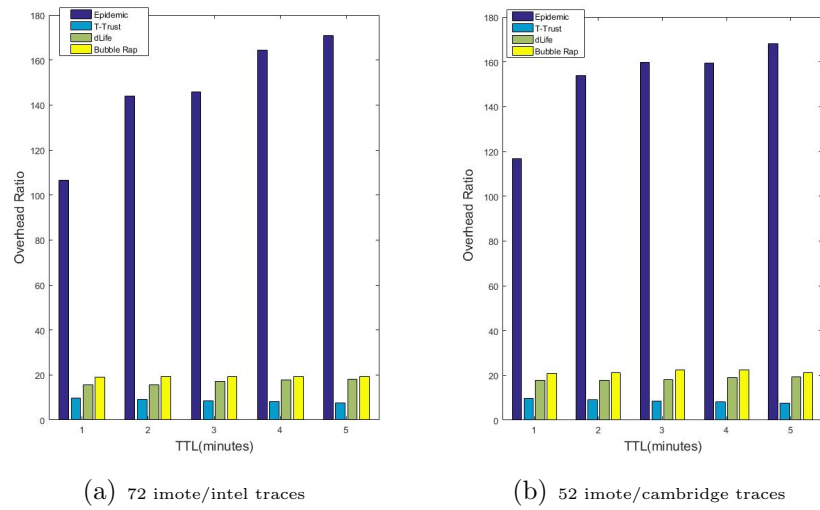 180
160
140
120
100
80
60
40
20
0
Overhead Ratio
Epidemic
T-Trust
dLife
Bubble Rap
1 2 3 4 5
TTL(minutes)
(a) 72 imote/intel traces
180
160
140
120
100
80
60
40
20
0
Overhead Ratio
Epidemic
T-Trust
dLife
Bubble Rap
1 2 3 4 5
TTL(minutes)
(b) 52 imote/cambridge traces